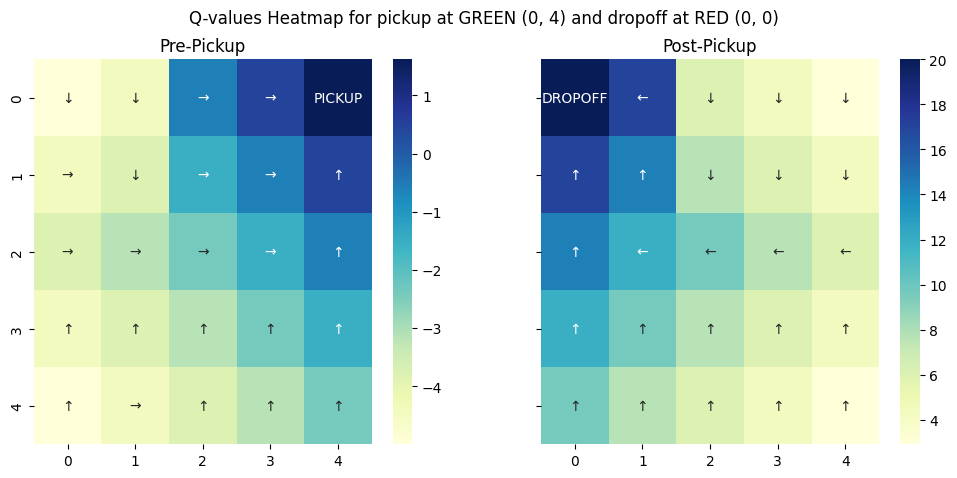 Q-values Heatmap for pickup at GREEN (0, 4) and dropoff at RED (0, 0)
Pre-Pickup
0 ↓ ↓ → → PICKUP
1 → ↓ → → ↑
2 → → → → ↑
3 ↑ ↑ ↑ ↑ ↑
4 ↑ → ↑ ↑ ↑
0 1 2 3 4
1
0
−1
−2
−3
−4
Post-Pickup
DROPOFF ← ↓ ↓ ↓
↑ ↑ ↓ ↓ ↓
↑ ← ← ← ←
↑ ↑ ↑ ↑ ↑
↑ ↑ ↑ ↑ ↑
0 1 2 3 4
20
18
16
14
12
10
8
6
4